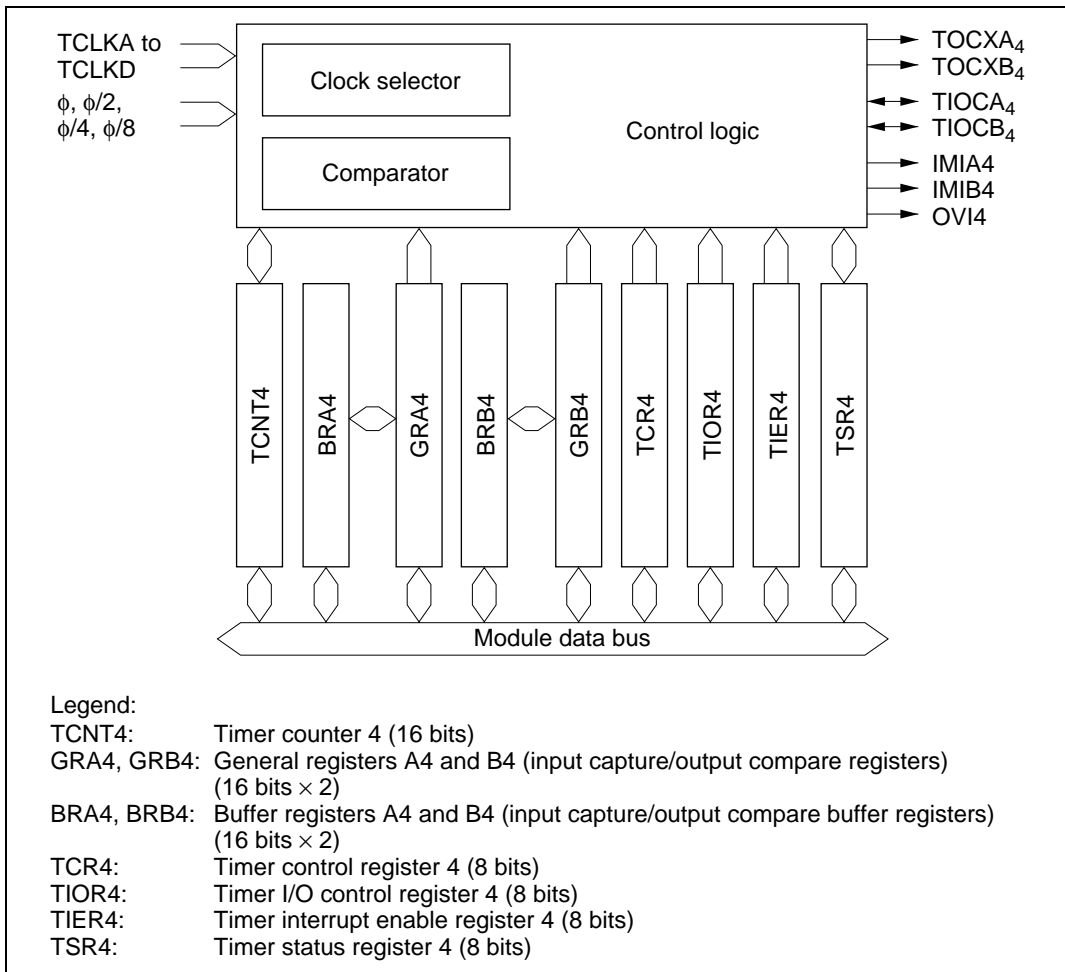 TCLKA to
TCLKD
ϕ, ϕ/2,
ϕ/4, ϕ/8
Clock selector
Comparator
Control logic
TOCXA₄
TOCXB₄
TIOCA₄
TIOCB₄
IMIA4
IMIB4
OVI4
TCNT4
BRA4
GRA4
BRB4
GRB4
TCR4
TIOR4
TIER4
TSR4
Module data bus
Legend:
TCNT4: Timer counter 4 (16 bits)
GRA4, GRB4: General registers A4 and B4 (input capture/output compare registers)
(16 bits × 2)
BRA4, BRB4: Buffer registers A4 and B4 (input capture/output compare buffer registers)
(16 bits × 2)
TCR4: Timer control register 4 (8 bits)
TIOR4: Timer I/O control register 4 (8 bits)
TIER4: Timer interrupt enable register 4 (8 bits)
TSR4: Timer status register 4 (8 bits)